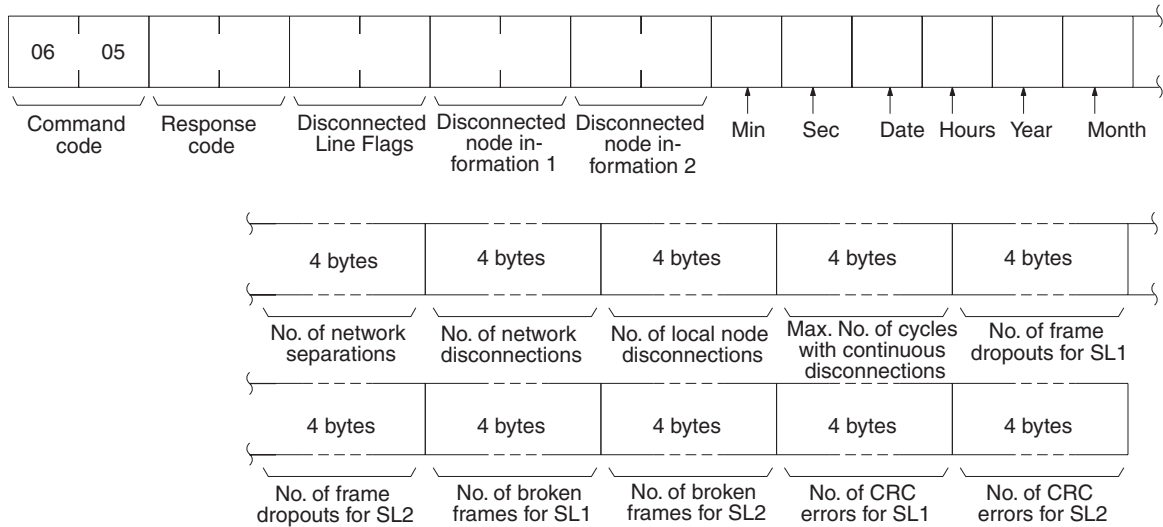 06 05
Command
code
Response
code
Disconnected
Line Flags
Disconnected
node in-
formation 1
Disconnected
node in-
formation 2
Min
Sec
Date
Hours
Year
Month
4 bytes
4 bytes
4 bytes
4 bytes
4 bytes
No. of network
separations
No. of network
disconnections
No. of local node
disconnections
Max. No. of cycles
with continuous
disconnections
No. of frame
dropouts for SL1
4 bytes
4 bytes
4 bytes
4 bytes
4 bytes
No. of frame
dropouts for SL2
No. of broken
frames for SL1
No. of broken
frames for SL2
No. of CRC
errors for SL1
No. of CRC
errors for SL2